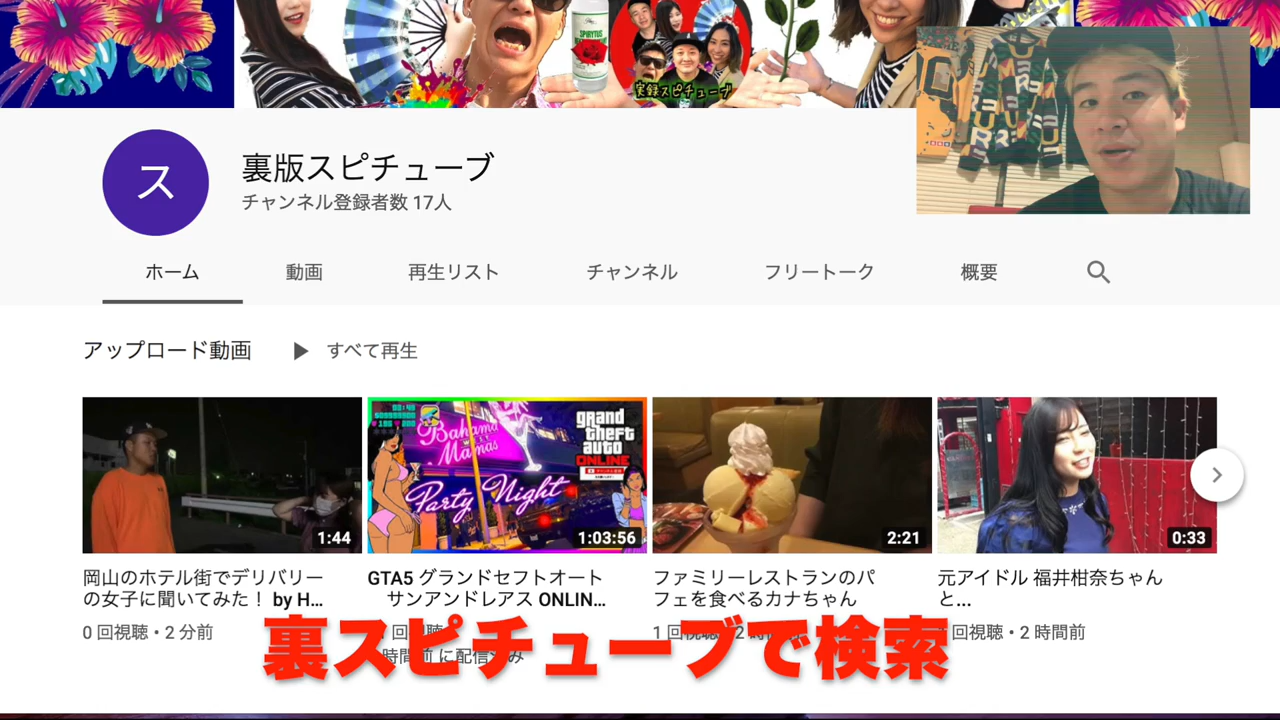 SPIRYTUS
実録スピチューブ
ス
裏版スピチューブ
チャンネル登録者数 17人
ホーム
動画
再生リスト
チャンネル
フリートーク
概要
アップロード動画
すべて再生
1:44
Bahama
Mamas
Party Night
grand
theft
auto
ONLINE
1:03:56
2:21
0:33
岡山のホテル街でデリバリー
の女子に聞いてみた！ by H...
0 回視聴・2 分前
GTA5 グランドセフトオート
サンアンドレアス ONLIN...
ファミリーレストランのパ
フェを食べるカナちゃん
元アイドル 福井柑奈ちゃん
と...
回視聴・2 時間前
裏スピチューブで検索